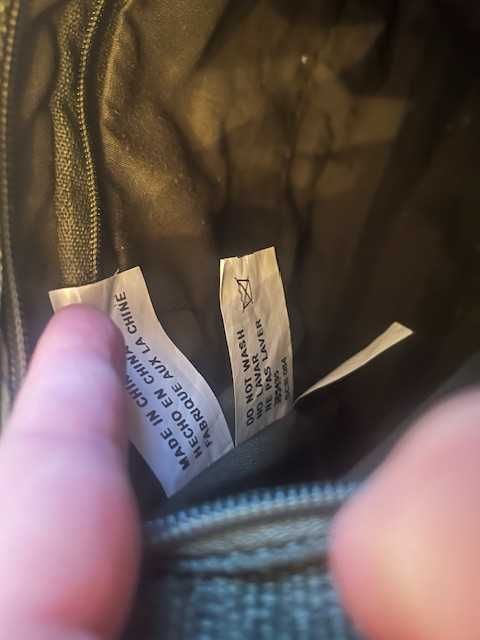 MADE IN CHINA
HECHO EN CHINA
FABRIQUE AUX LA CHINE
DO NOT WASH
NO LAVAR
NE PAS LAVER